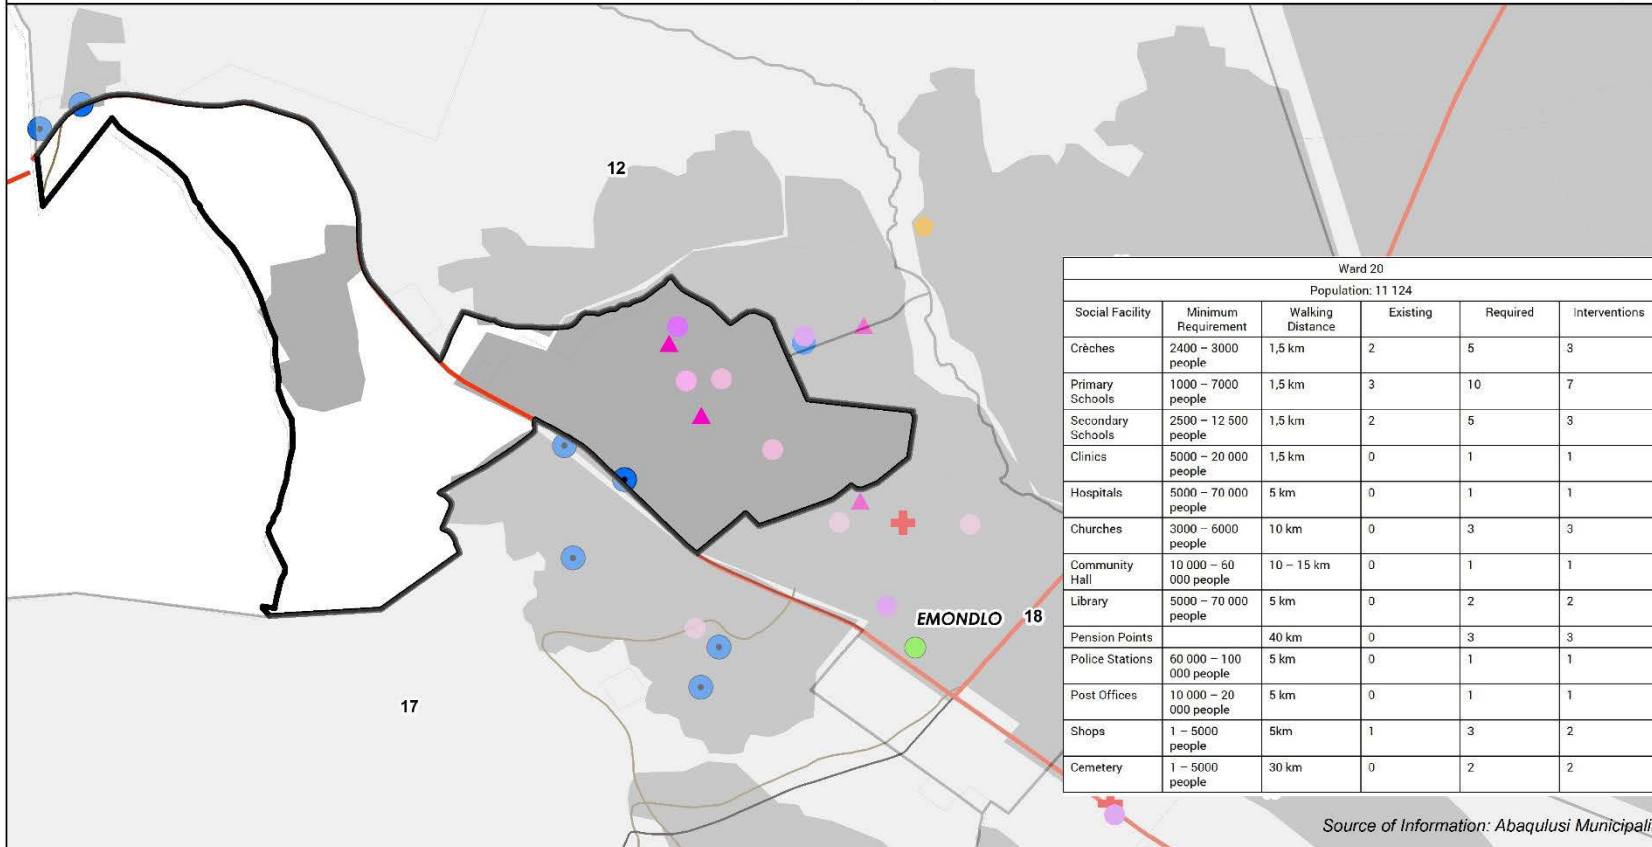 12
Ward 20
Population: 11 124
Social Facility Minimum Requirement Walking Distance Existing Required Interventions
Crèches 2400 – 3000 people 1,5 km 2 5 3
Primary Schools 1000 – 7000 people 1,5 km 3 10 7
Secondary Schools 2500 – 12 500 people 1,5 km 2 5 3
Clinics 5000 – 20 000 people 1,5 km 0 1 1
Hospitals 5000 – 70 000 people 5 km 0 1 1
Churches 3000 – 6000 people 10 km 0 3 3
Community Hall 10 000 – 60 000 people 10 – 15 km 0 1 1
Library 5000 – 70 000 people 5 km 0 2 2
Pension Points 40 km 0 3 3
Police Stations 60 000 – 100 000 people 5 km 0 1 1
Post Offices 10 000 – 20 000 people 5 km 0 1 1
Shops 1 – 5000 people 5km 1 3 2
Cemetery 1 – 5000 people 30 km 0 2 2
EMONDLO 18
17
Source of Information: Abaqulusi Municipali